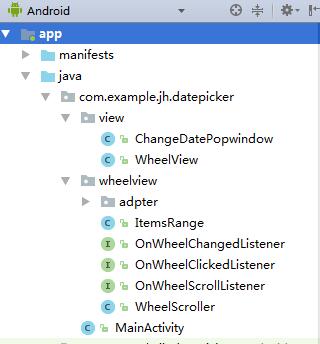 Android
app
manifests
java
com.example.jh.datepicker
view
C ChangeDatePopwindow
C WheelView
wheelview
adpter
C ItemsRange
I OnWheelChangedListener
I OnWheelClickedListener
I OnWheelScrollListener
C WheelScroller
C MainActivity